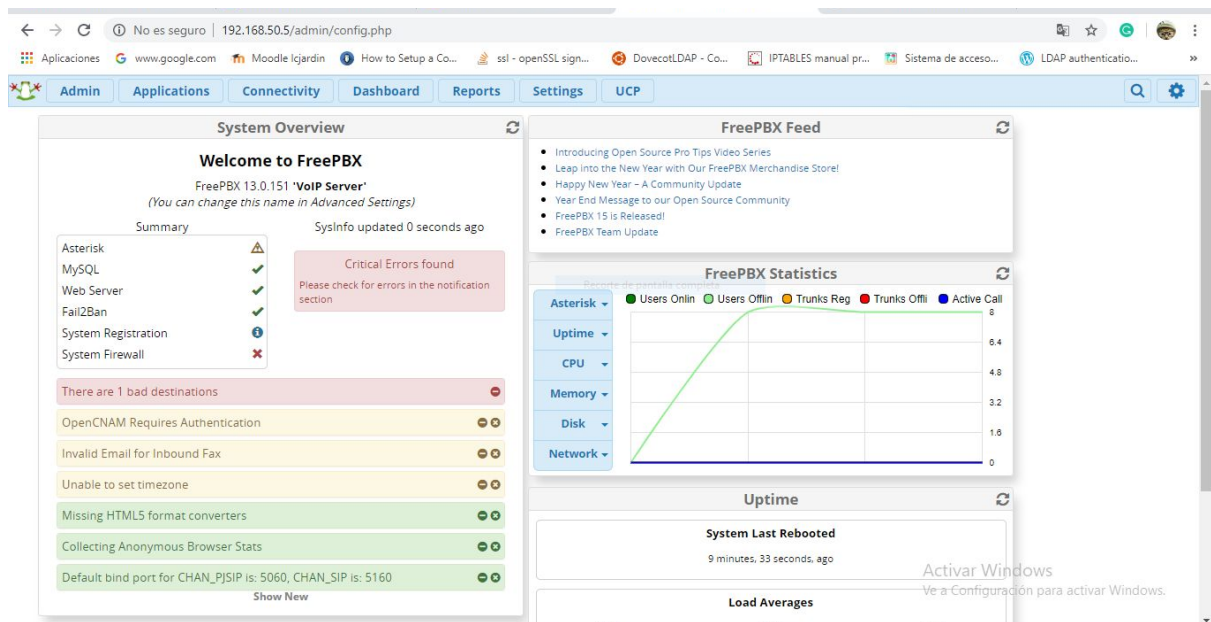 No es seguro | 192.168.50.5/admin/config.php
Aplicaciones www.google.com Moodle Icjardin How to Setup a Co... ssl - openSSL sign... DovecotLDAP - Co... IPTABLES manual pr... Sistema de acceso... LDAP authenticatio... »
Admin Applications Connectivity Dashboard Reports Settings UCP
System Overview
Welcome to FreePBX
FreePBX 13.0.151 'VoIP Server'
(You can change this name in Advanced Settings)
Summary
Asterisk
MySQL
Web Server
Fail2Ban
System Registration
System Firewall
SysInfo updated 0 seconds ago
Critical Errors found
Please check for errors in the notification
section
There are 1 bad destinations
OpenCNAM Requires Authentication
Invalid Email for Inbound Fax
Unable to set timezone
Missing HTML5 format converters
Collecting Anonymous Browser Stats
Default bind port for CHAN_PJSIP is: 5060, CHAN_SIP is: 5160
Show New
FreePBX Feed
Introducing Open Source Pro Tips Video Series
Leap into the New Year with Our FreePBX Merchandise Store!
Happy New Year – A Community Update
Year End Message to our Open Source Community
FreePBX 15 is Released!
FreePBX Team Update
FreePBX Statistics
Recorte de pantalla completa
Asterisk
Uptime
CPU
Memory
Disk
Network
Users Onlin Users Offlin Trunks Reg Trunks Offli Active Call
8
6.4
4.8
3.2
1.6
0
Uptime
System Last Rebooted
9 minutes, 33 seconds, ago
Load Averages
Activar Windows
Ve a Configuración para activar Windows.